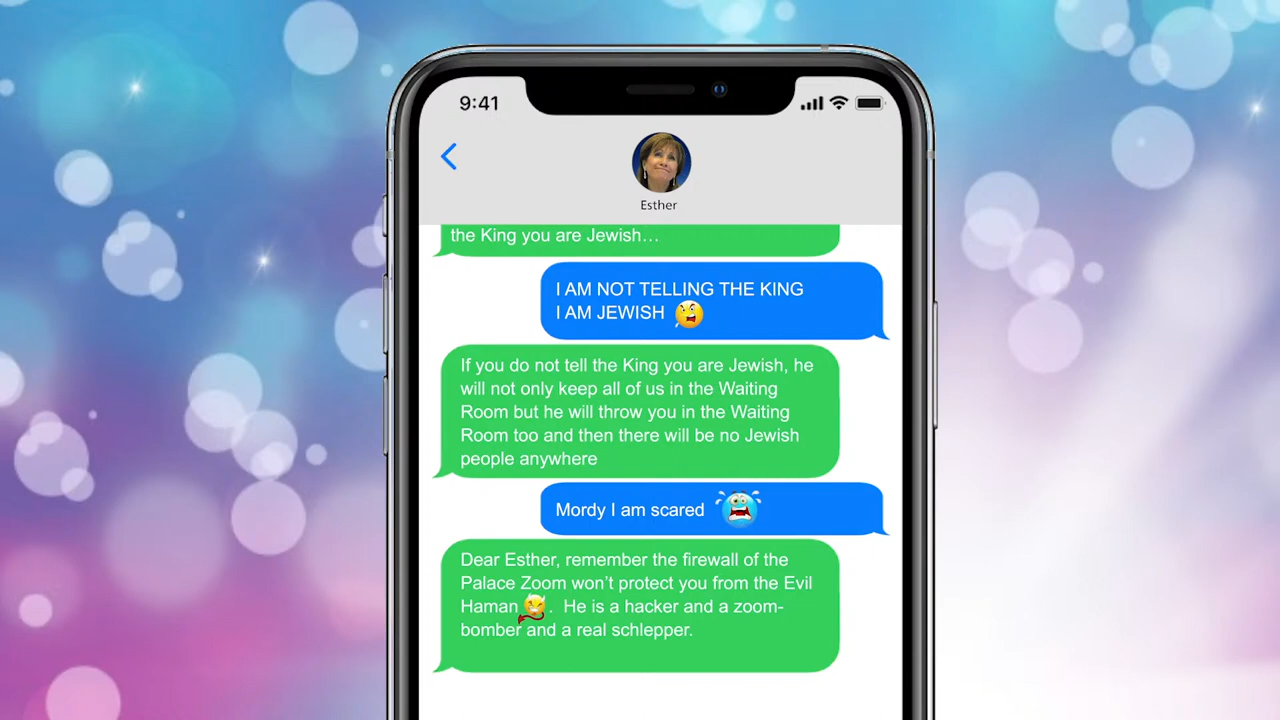 9:41
Esther
the King you are Jewish…
I AM NOT TELLING THE KING
I AM JEWISH
If you do not tell the King you are Jewish, he
will not only keep all of us in the Waiting
Room but he will throw you in the Waiting
Room too and then there will be no Jewish
people anywhere
Mordy I am scared
Dear Esther, remember the firewall of the
Palace Zoom won’t protect you from the Evil
Haman . He is a hacker and a zoom-
bomber and a real schlepper.